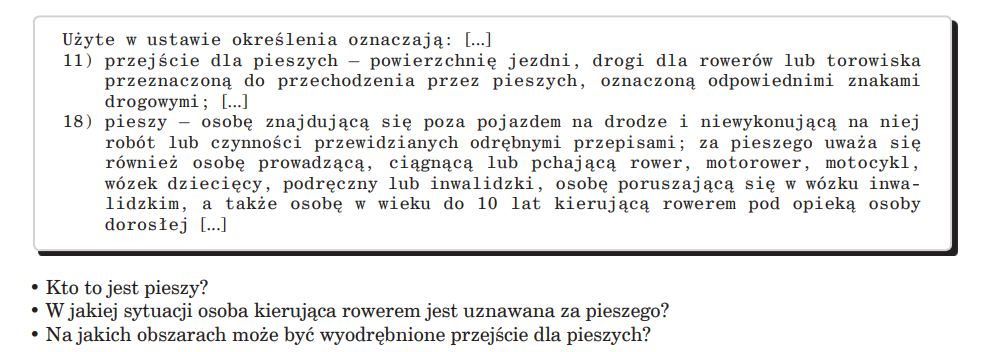 Użyte w ustawie określenia oznaczają: [...]
11) przejście dla pieszych – powierzchnię jezdni, drogi dla rowerów lub torowiska
przeznaczoną do przechodzenia przez pieszych, oznaczoną odpowiednimi znakami
drogowymi; [...]
18) pieszy – osobę znajdującą się poza pojazdem na drodze i niewykonującą na niej
robót lub czynności przewidzianych odrębnymi przepisami; za pieszego uważa się
również osobę prowadzącą, ciągnącą lub pchającą rower, motorower, motocykl,
wózek dziecięcy, podręczny lub inwalidzki, osobę poruszającą się w wózku inwa-
lidzkim, a także osobę w wieku do 10 lat kierującą rowerem pod opieką osoby
dorosłej [...]
• Kto to jest pieszy?
• W jakiej sytuacji osoba kierująca rowerem jest uznawana za pieszego?
• Na jakich obszarach może być wyodrębnione przejście dla pieszych?